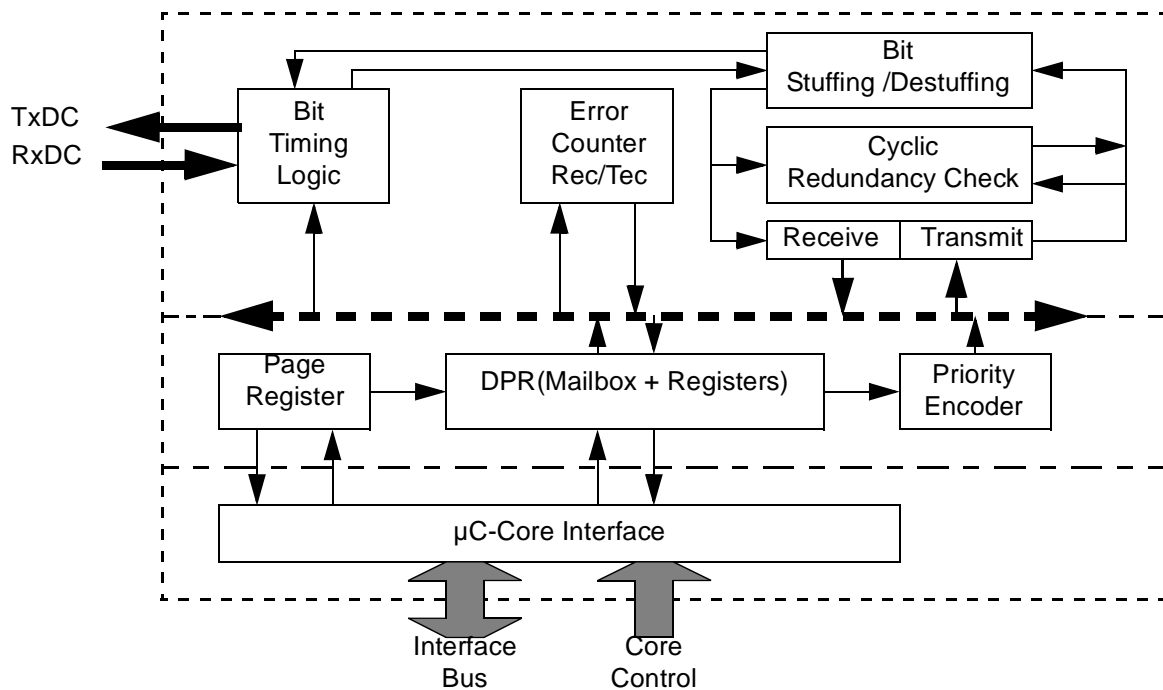 Bit
Stuffing /Destuffing
TxDC
RxDC
Bit
Timing
Logic
Error
Counter
Rec/Tec
Cyclic
Redundancy Check
Receive
Transmit
Page
Register
DPR(Mailbox + Registers)
Priority
Encoder
µC-Core Interface
Interface
Bus
Core
Control